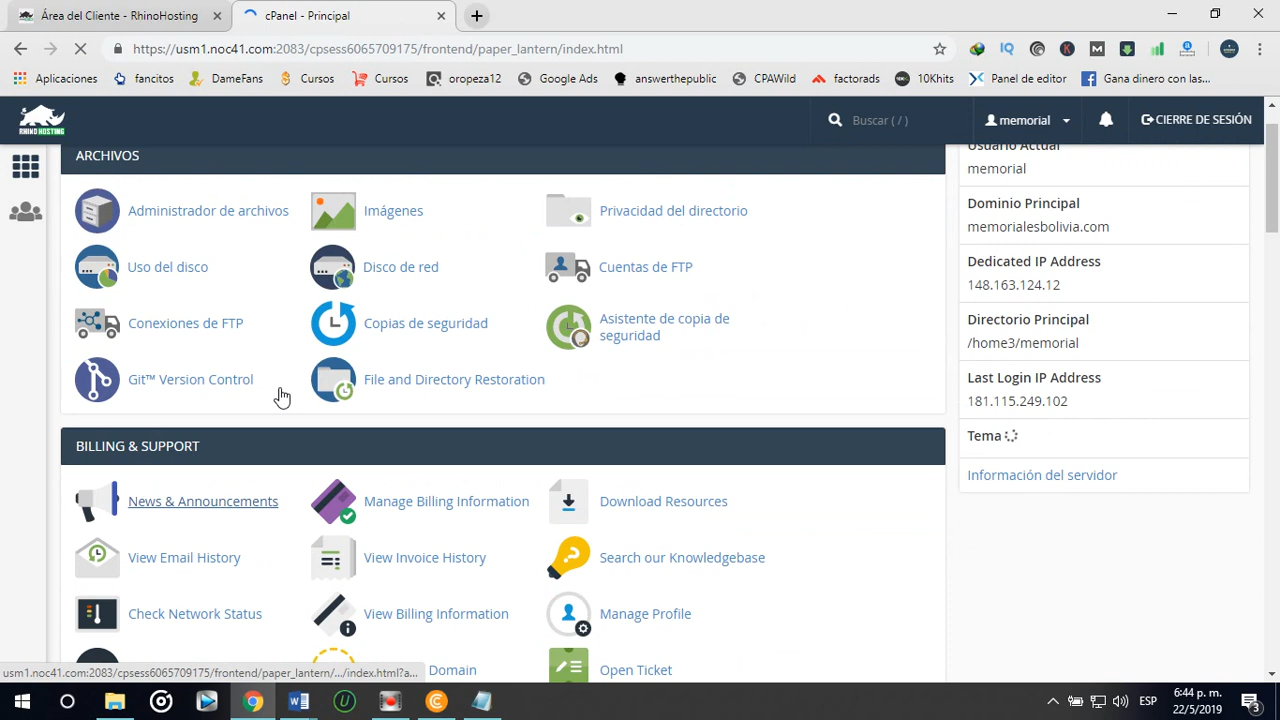 Área del Cliente - RhinoHosting
cPanel - Principal
https://usm1.noc41.com:2083/cpsess6065709175/frontend/paper_lantern/index.html
Aplicaciones
fancitos
DameFans
Cursos
Cursos
oropeza12
Google Ads
answerthepublic
CPAWild
factorads
10Khits
Panel de editor
Gana dinero con las...
RHINOHOSTING
Buscar ( / )
memorial
CIERRE DE SESIÓN
ARCHIVOS
Administrador de archivos
Imágenes
Privacidad del directorio
Uso del disco
Disco de red
Cuentas de FTP
Conexiones de FTP
Copias de seguridad
Asistente de copia de
seguridad
Git™ Version Control
File and Directory Restoration
BILLING & SUPPORT
News & Announcements
Manage Billing Information
Download Resources
View Email History
View Invoice History
Search our Knowledgebase
Check Network Status
View Billing Information
Manage Profile
Domain
Open Ticket
Usuario Actual
memorial
Dominio Principal
memorialesbolivia.com
Dedicated IP Address
148.163.124.12
Directorio Principal
/home3/memorial
Last Login IP Address
181.115.249.102
Tema
Información del servidor
usm1.noc41.com:2083/cpsess6065709175/frontend/paper_lantern/.../index.html?a...
ESP
6:44 p. m.
22/5/2019
3